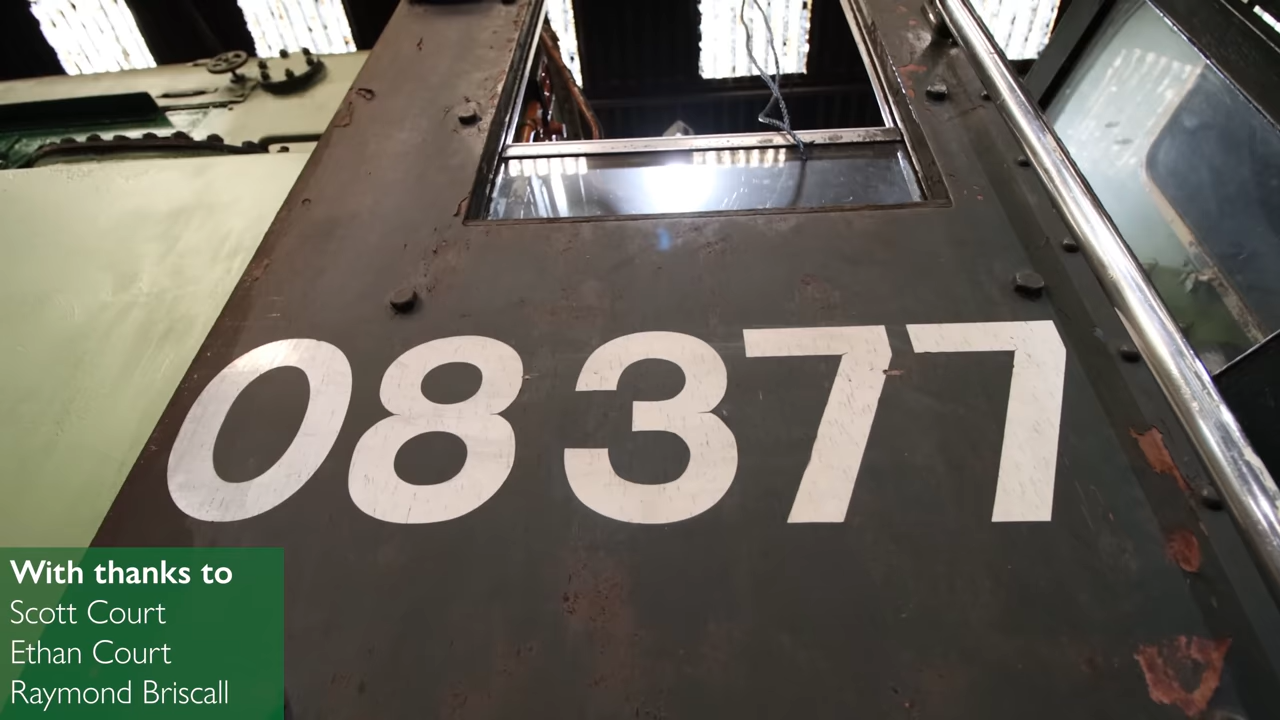 08377
With thanks to
Scott Court
Ethan Court
Raymond Briscall